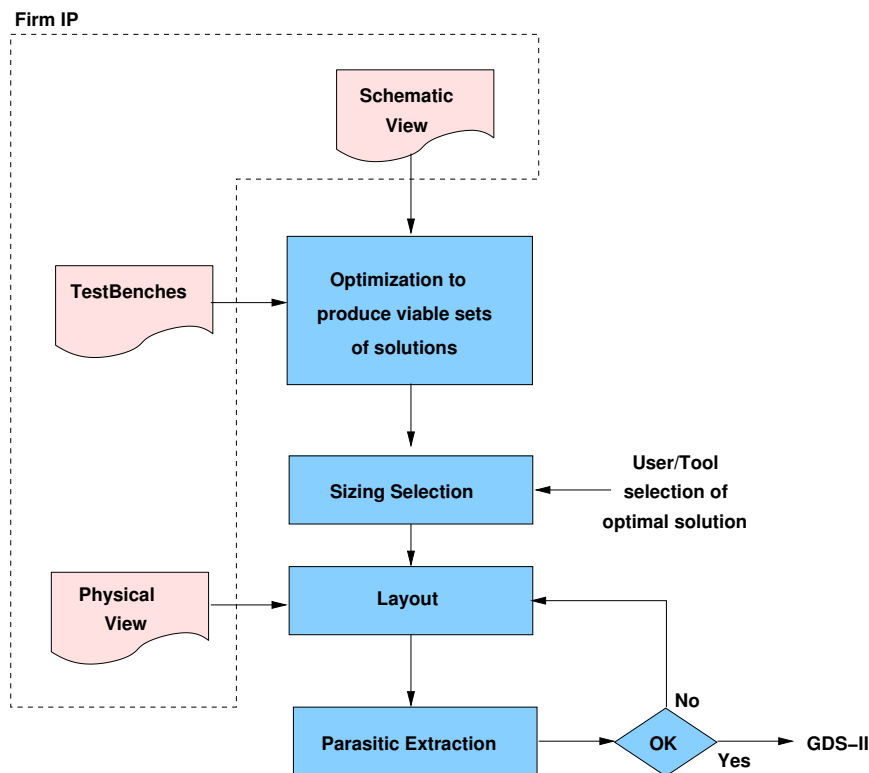 Firm IP
Schematic
View
TestBenches
Optimization to
produce viable sets
of solutions
Sizing Selection
User/Tool
selection of
optimal solution
Physical
View
Layout
Parasitic Extraction
OK
No
Yes
GDS−II